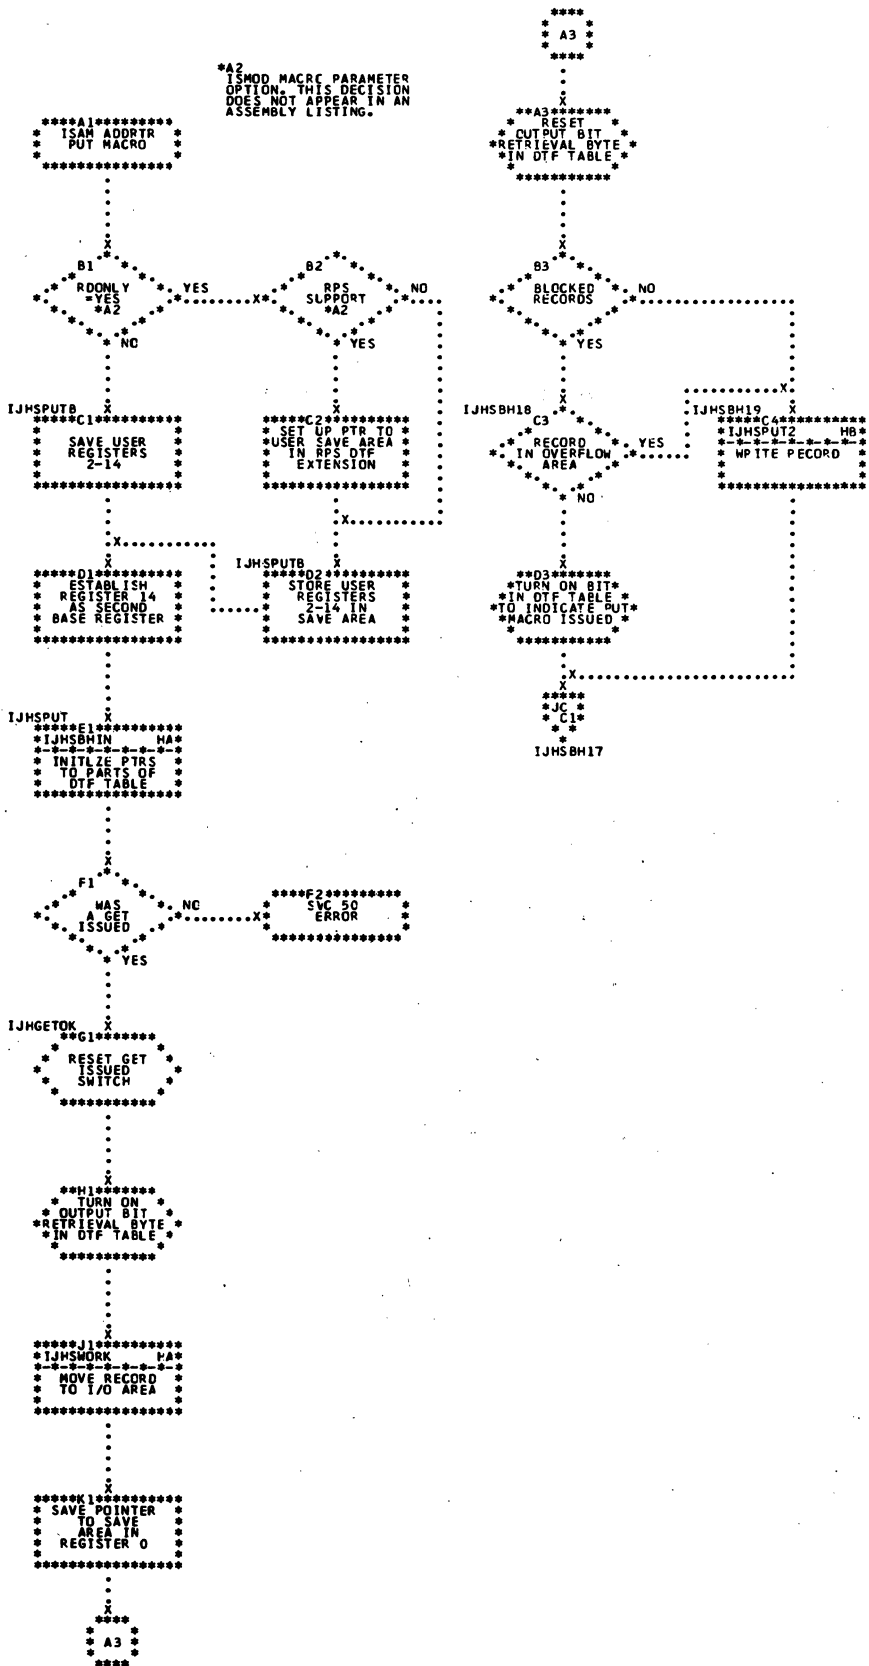 *A2
ISMOD MACRC PARAMETER
OPTION. THIS DECISION
DOES NOT APPEAR IN AN
ASSEMBLY LISTING.
A1
ISAM ADDRTR
PUT MACRO
B1
RDONLY
=YES
*A2
YES
NO
B2
RPS
SUPPORT
*A2
NO
YES
IJHSPUTB
C1
SAVE USER
REGISTERS
2-14
C2
SET UP PTR TO
USER SAVE AREA
IN RPS DTF
EXTENSION
D1
ESTABLISH
REGISTER 14
AS SECOND
BASE REGISTER
IJHSPUTB
D2
STORE USER
REGISTERS
2-14 IN
SAVE AREA
IJHSPUT
E1
IJHSBHIN HA
INITLZE PTRS
TO PARTS OF
DTF TABLE
F1
WAS
A GET
ISSUED
NO
YES
F2
SVC 50
ERROR
IJHGETOK
G1
RESET GET
ISSUED
SWITCH
H1
TURN ON
OUTPUT BIT
RETRIEVAL BYTE
IN DTF TABLE
J1
IJHSWORK HA
MOVE RECORD
TO I/O AREA
K1
SAVE POINTER
TO SAVE
AREA IN
REGISTER 0
A3
A3
A3
RESET
OUTPUT BIT
RETRIEVAL BYTE
IN DTF TABLE
B3
BLOCKED
RECORDS
NO
YES
IJHSBH18
C3
RECORD
IN OVERFLOW
AREA
YES
NO
IJHSBH19
C4
IJHSPUT2 HB
WRITE RECORD
D3
TURN ON BIT
IN DTF TABLE
TO INDICATE PUT
MACRO ISSUED
JC
C1
IJHSBH17